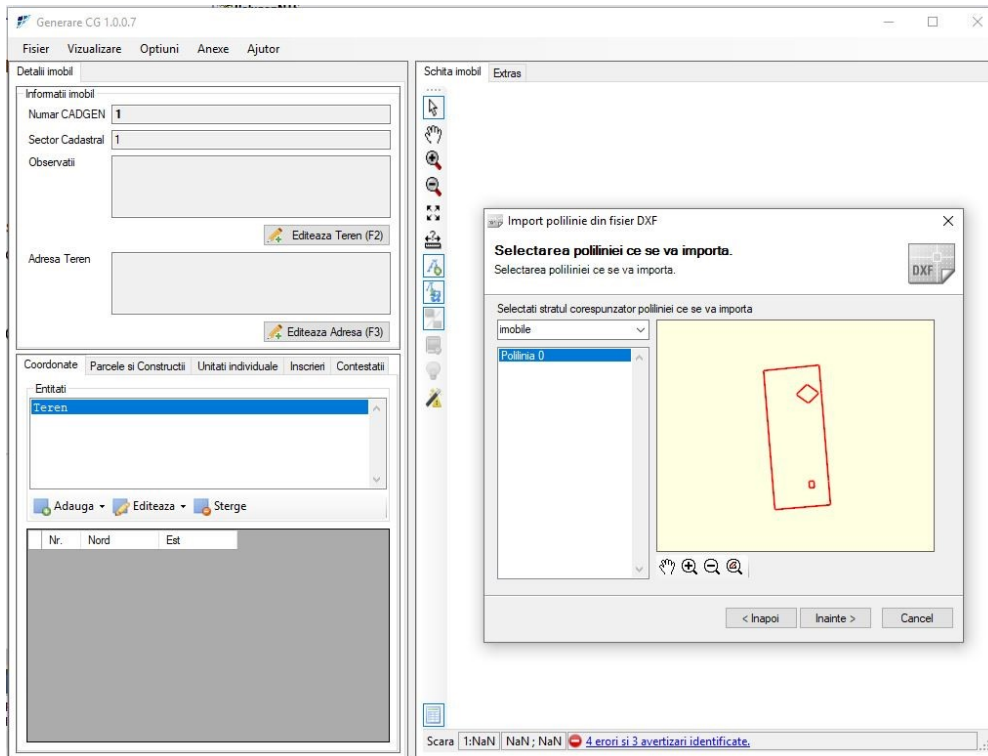 Generare CG 1.0.0.7
Fisier Vizualizare Optiuni Anexe Ajutor
Detalii imobil
Informatii imobil
Numar CADGEN 1
Sector Cadastral 1
Observatii
Editeaza Teren (F2)
Adresa Teren
Editeaza Adresa (F3)
Coordonate Parcele si Constructii Unitati individuale Inscrieri Contestatii
Entitati
Teren
Adauga Editeaza Sterge
Nr. Nord Est
Schita imobil Extras
Import polilinie din fisier DXF
Selectarea poliliniei ce se va importa.
Selectarea poliliniei ce se va importa.
DXF
Selectati stratul corespunzator poliliniei ce se va importa
imobile
Polilinia 0
< Inapoi Inainte > Cancel
Scara 1:NaN NaN ; NaN 4 erori si 3 avertizari identificate.